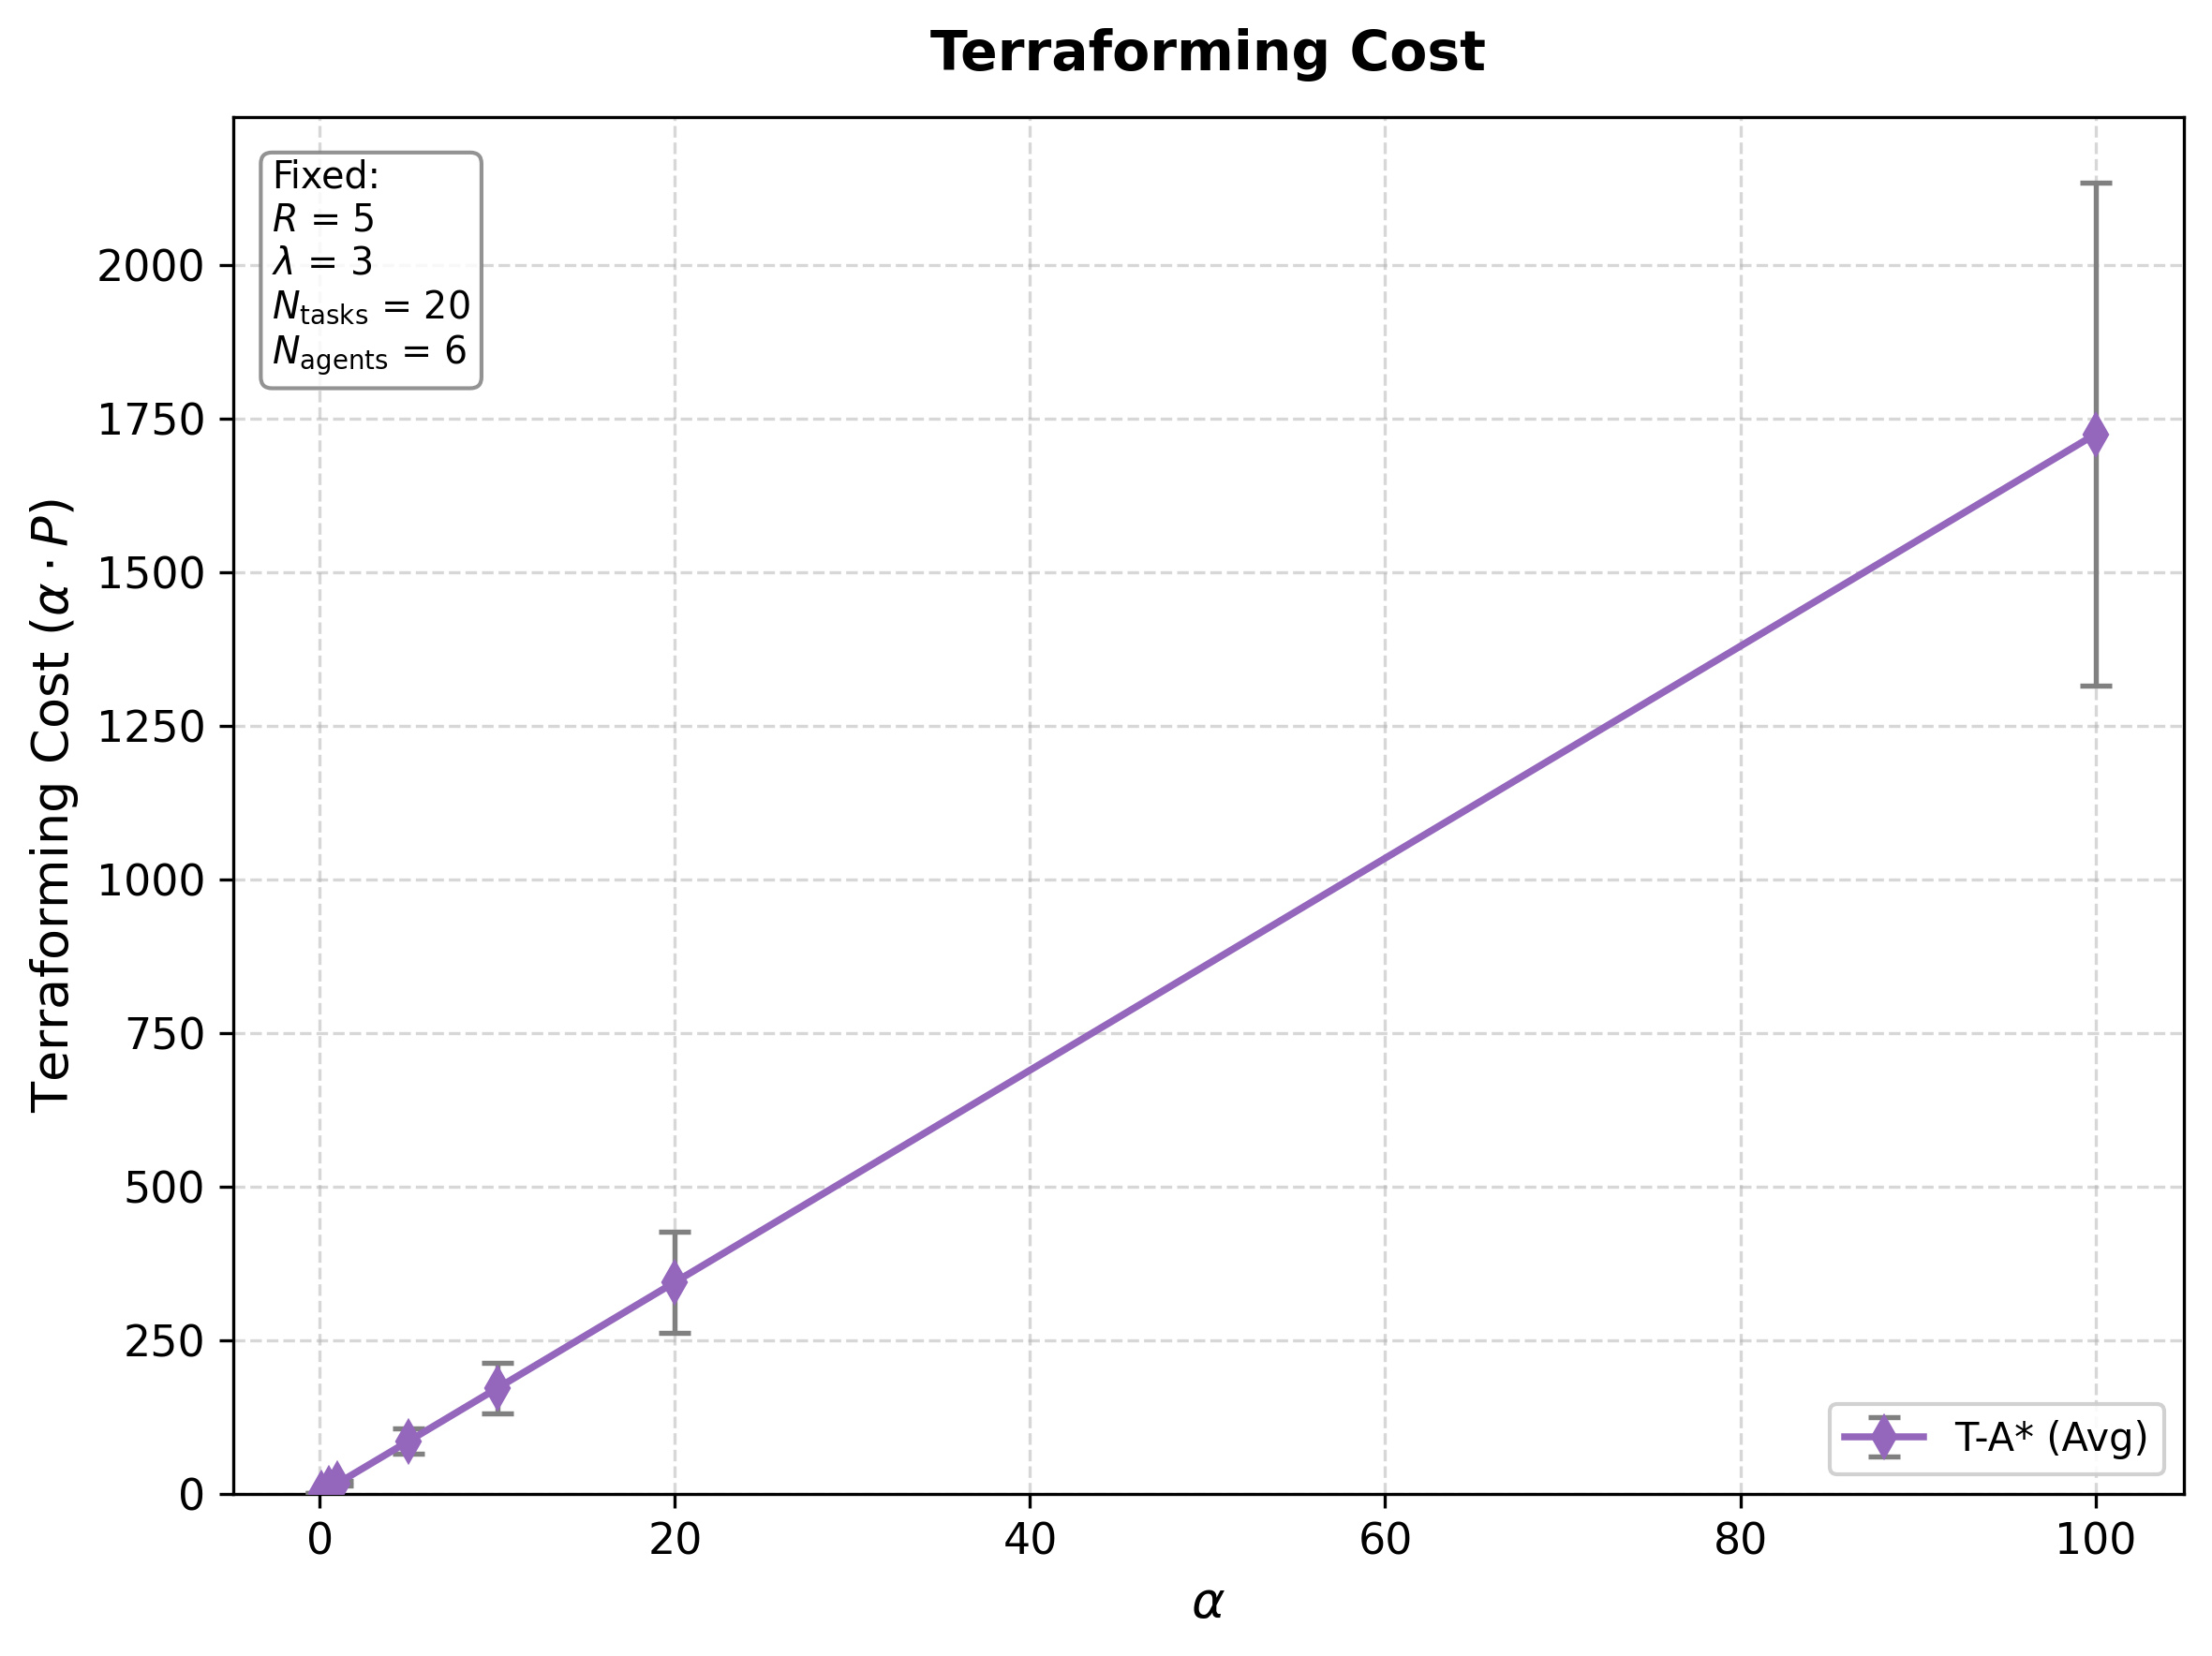 Terraforming Cost
Fixed:
R = 5
λ = 3
N_tasks = 20
N_agents = 6
Terraforming Cost (α · P)
2000
1750
1500
1250
1000
750
500
250
0
0 20 40 60 80 100
α
T-A* (Avg)